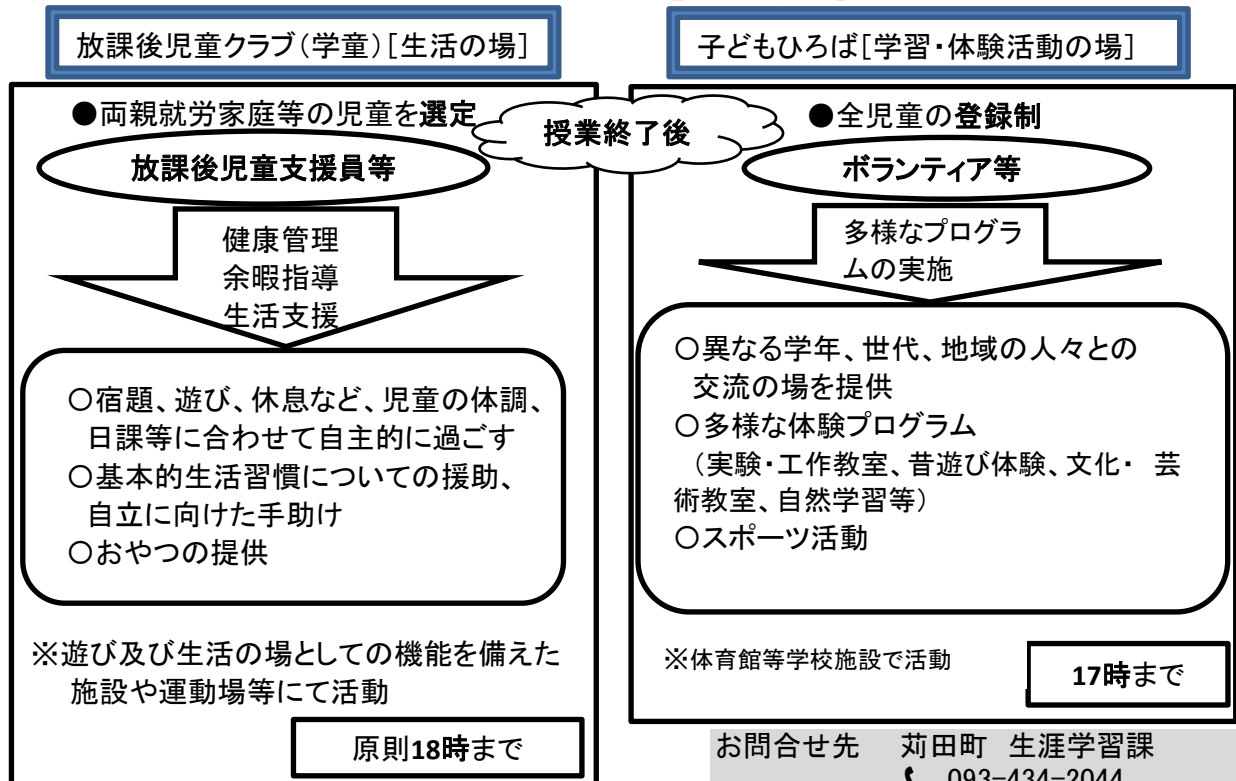 放課後児童クラブ(学童)[生活の場]
●両親就労家庭等の児童を選定
放課後児童支援員等
健康管理
余暇指導
生活支援
○宿題、遊び、休息など、児童の体調、
日課等に合わせて自主的に過ごす
○基本的生活習慣についての援助、
自立に向けた手助け
○おやつの提供
※遊び及び生活の場としての機能を備えた
施設や運動場等にて活動
原則18時まで
授業終了後
子どもひろば[学習・体験活動の場]
●全児童の登録制
ボランティア等
多様なプログラ
ムの実施
○異なる学年、世代、地域の人々との
交流の場を提供
○多様な体験プログラム
(実験・工作教室、昔遊び体験、文化・ 芸
術教室、自然学習等)
○スポーツ活動
※体育館等学校施設で活動
17時まで
お問合せ先 苅田町 生涯学習課
093-434-2044